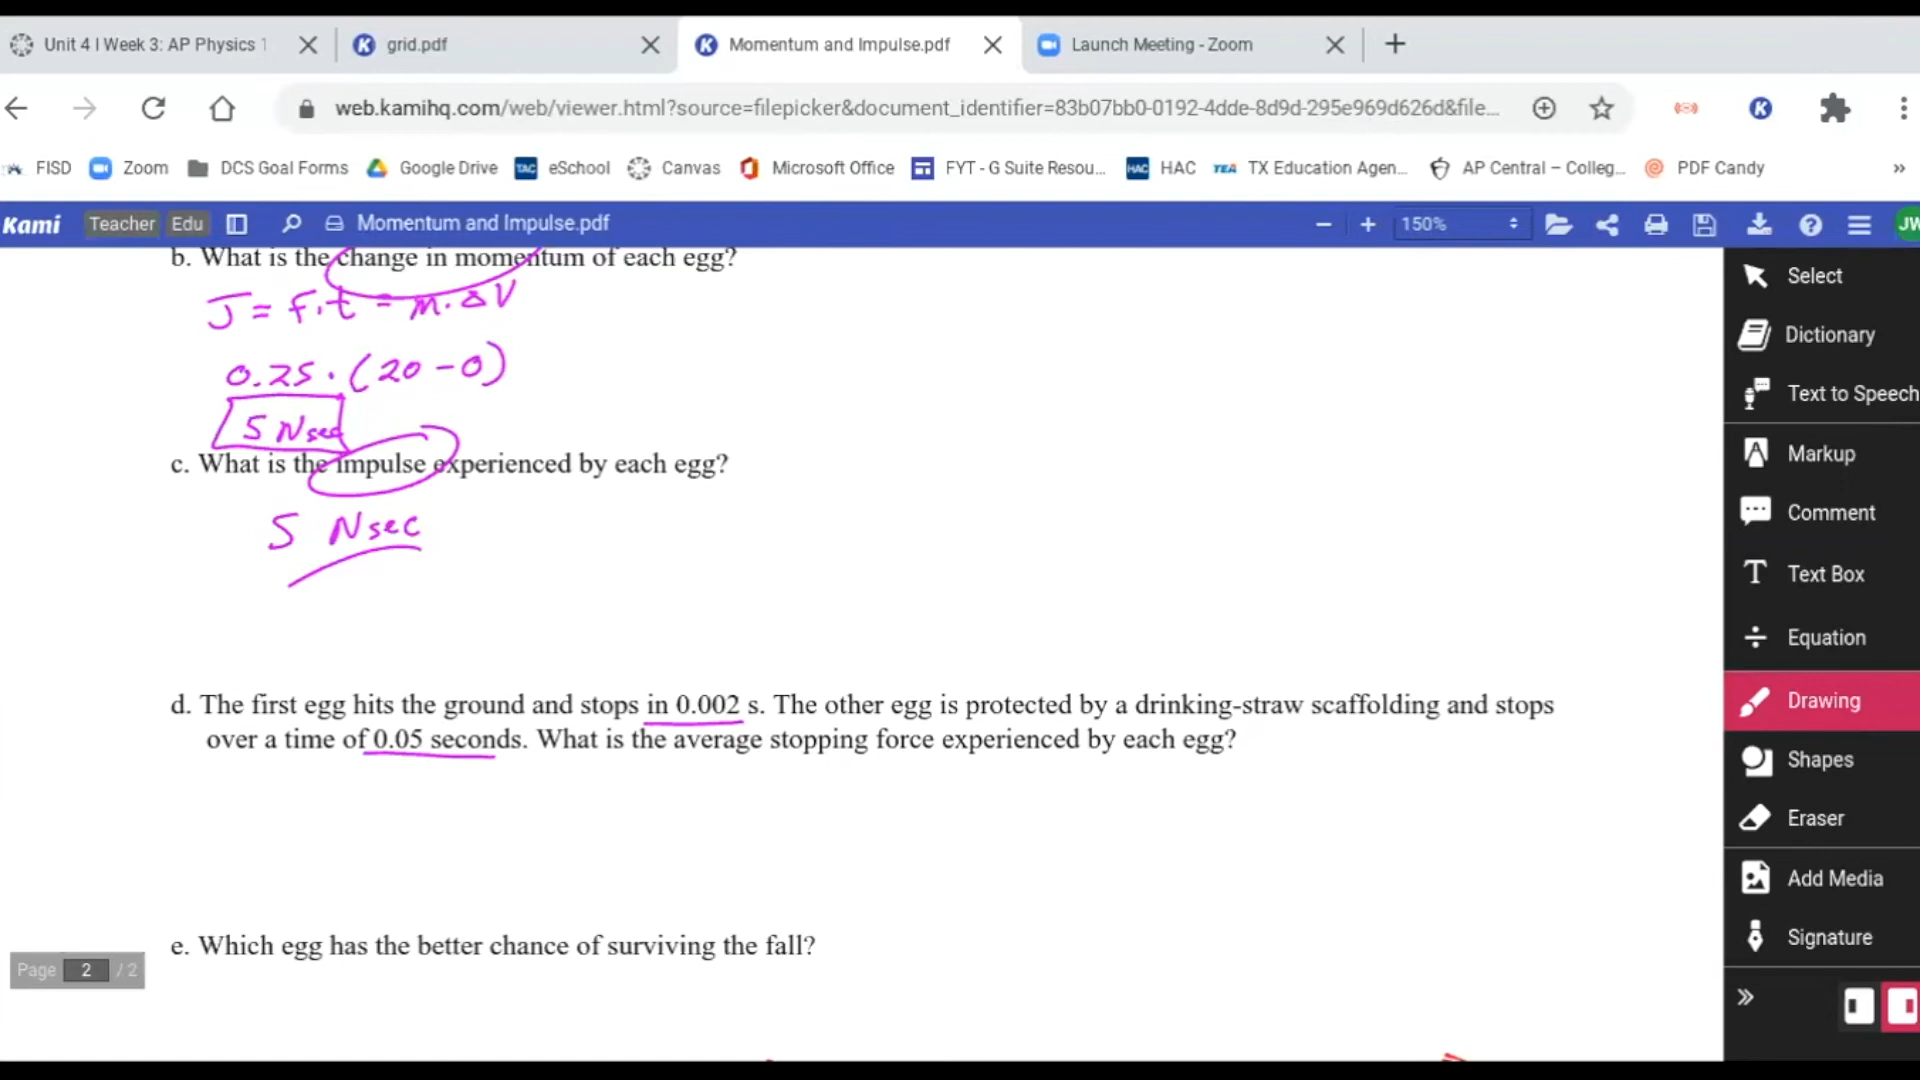 Unit 4 | Week 3: AP Physics 1
grid.pdf
Momentum and Impulse.pdf
Launch Meeting - Zoom
web.kamihq.com/web/viewer.html?source=filepicker&document_identifier=83b07bb0-0192-4dde-8d9d-295e969d626d&file...
FISD
Zoom
DCS Goal Forms
Google Drive
TAC
eSchool
Canvas
Microsoft Office
FYT - G Suite Resou...
HAC
HAC
TEA
TX Education Agen...
AP Central – Colleg...
PDF Candy
»
Kami
Teacher
Edu
Momentum and Impulse.pdf
150%
JW
b. What is the change in momentum of each egg?
J = F·t = m·ΔV
0.25·(20-0)
5 Nsec
c. What is the impulse experienced by each egg?
5 Nsec
d. The first egg hits the ground and stops in 0.002 s. The other egg is protected by a drinking-straw scaffolding and stops
over a time of 0.05 seconds. What is the average stopping force experienced by each egg?
e. Which egg has the better chance of surviving the fall?
Page 2 / 2
Select
Dictionary
Text to Speech
Markup
Comment
Text Box
Equation
Drawing
Shapes
Eraser
Add Media
Signature